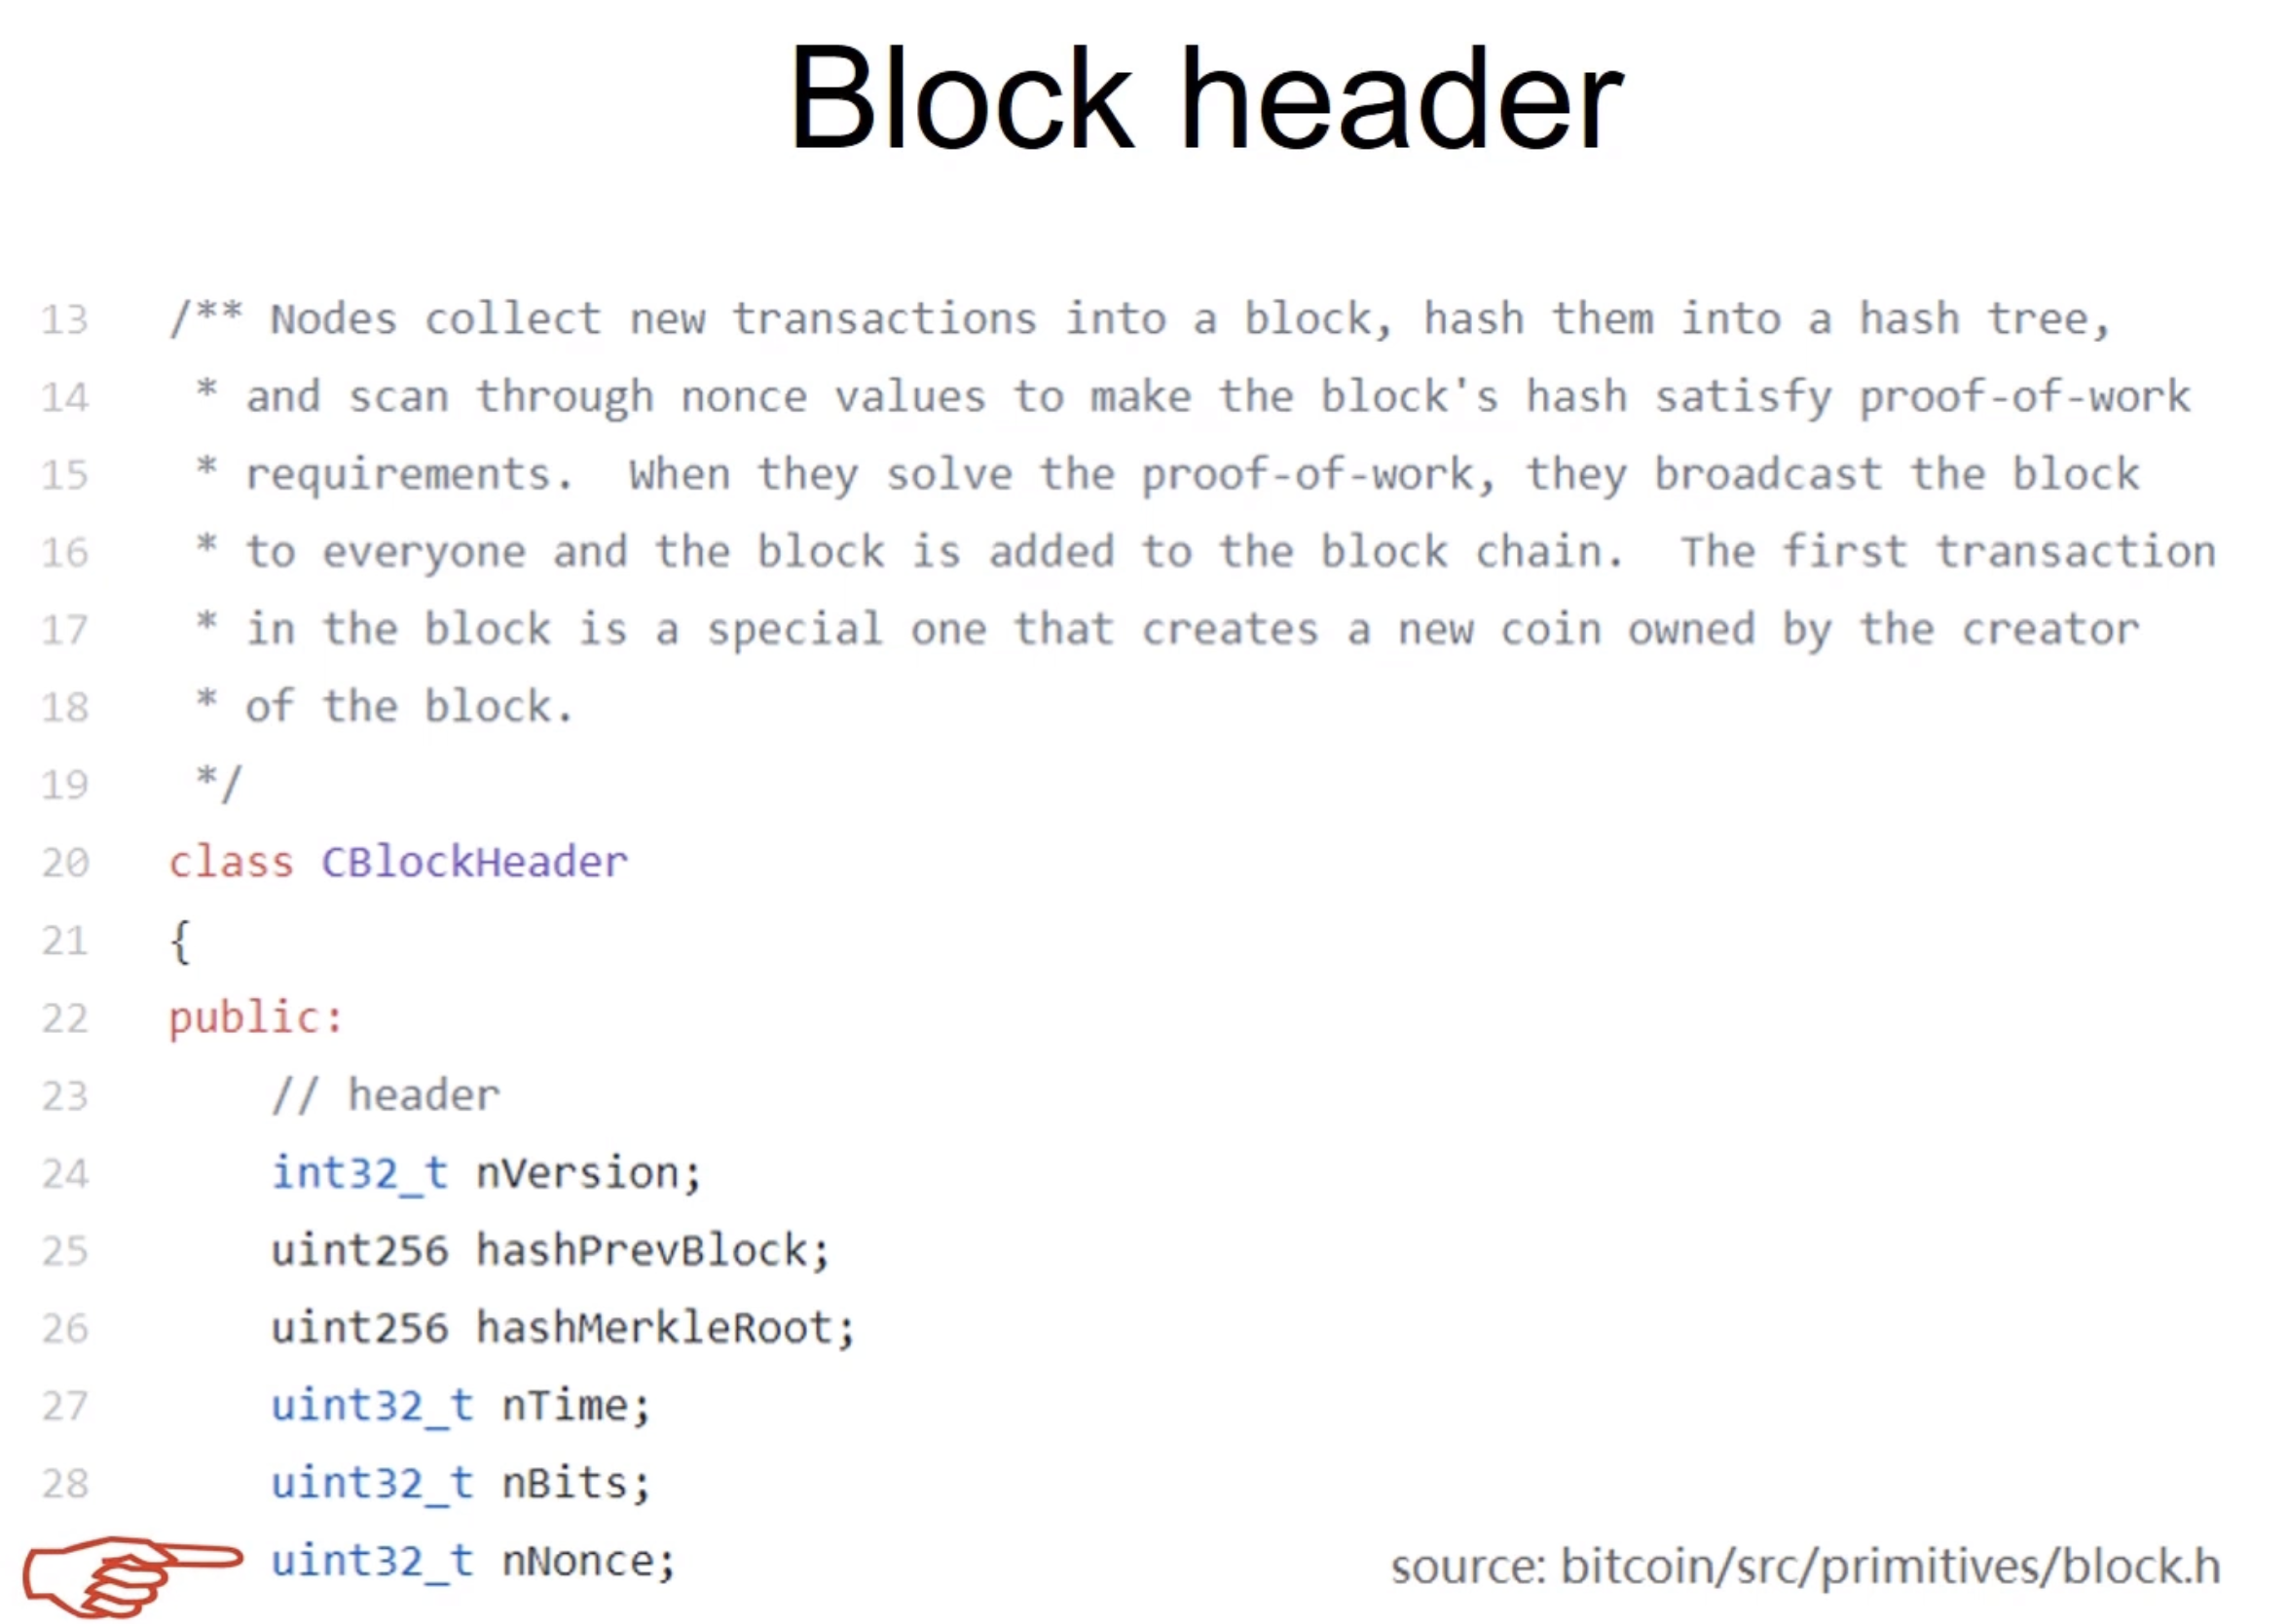 Block header
13 /** Nodes collect new transactions into a block, hash them into a hash tree,
14 * and scan through nonce values to make the block's hash satisfy proof-of-work
15 * requirements.  When they solve the proof-of-work, they broadcast the block
16 * to everyone and the block is added to the block chain.  The first transaction
17 * in the block is a special one that creates a new coin owned by the creator
18 * of the block.
19 */
20 class CBlockHeader
21 {
22 public:
23 // header
24 int32_t nVersion;
25 uint256 hashPrevBlock;
26 uint256 hashMerkleRoot;
27 uint32_t nTime;
28 uint32_t nBits;
uint32_t nNonce;
source: bitcoin/src/primitives/block.h